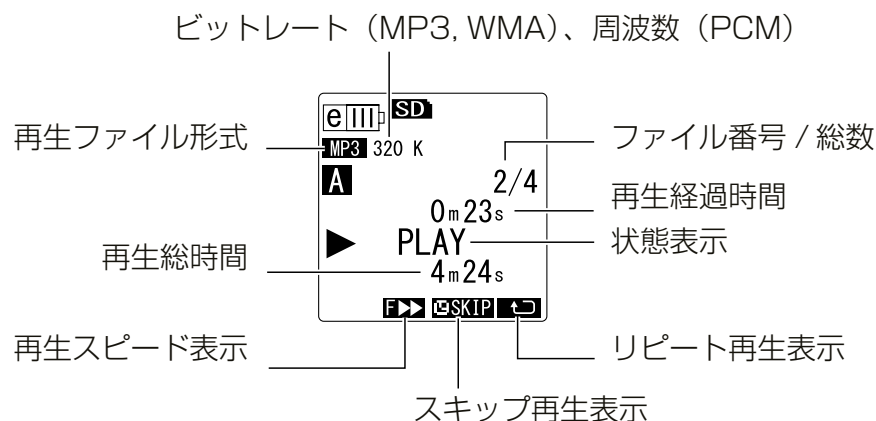 ビットレート（MP3, WMA）、周波数（PCM）
e SD
再生ファイル形式 MP3 320 K ファイル番号 / 総数
A 2/4
0m23s 再生経過時間
PLAY 状態表示
再生総時間 4m24s
F SKIP
再生スピード表示 リピート再生表示
スキップ再生表示